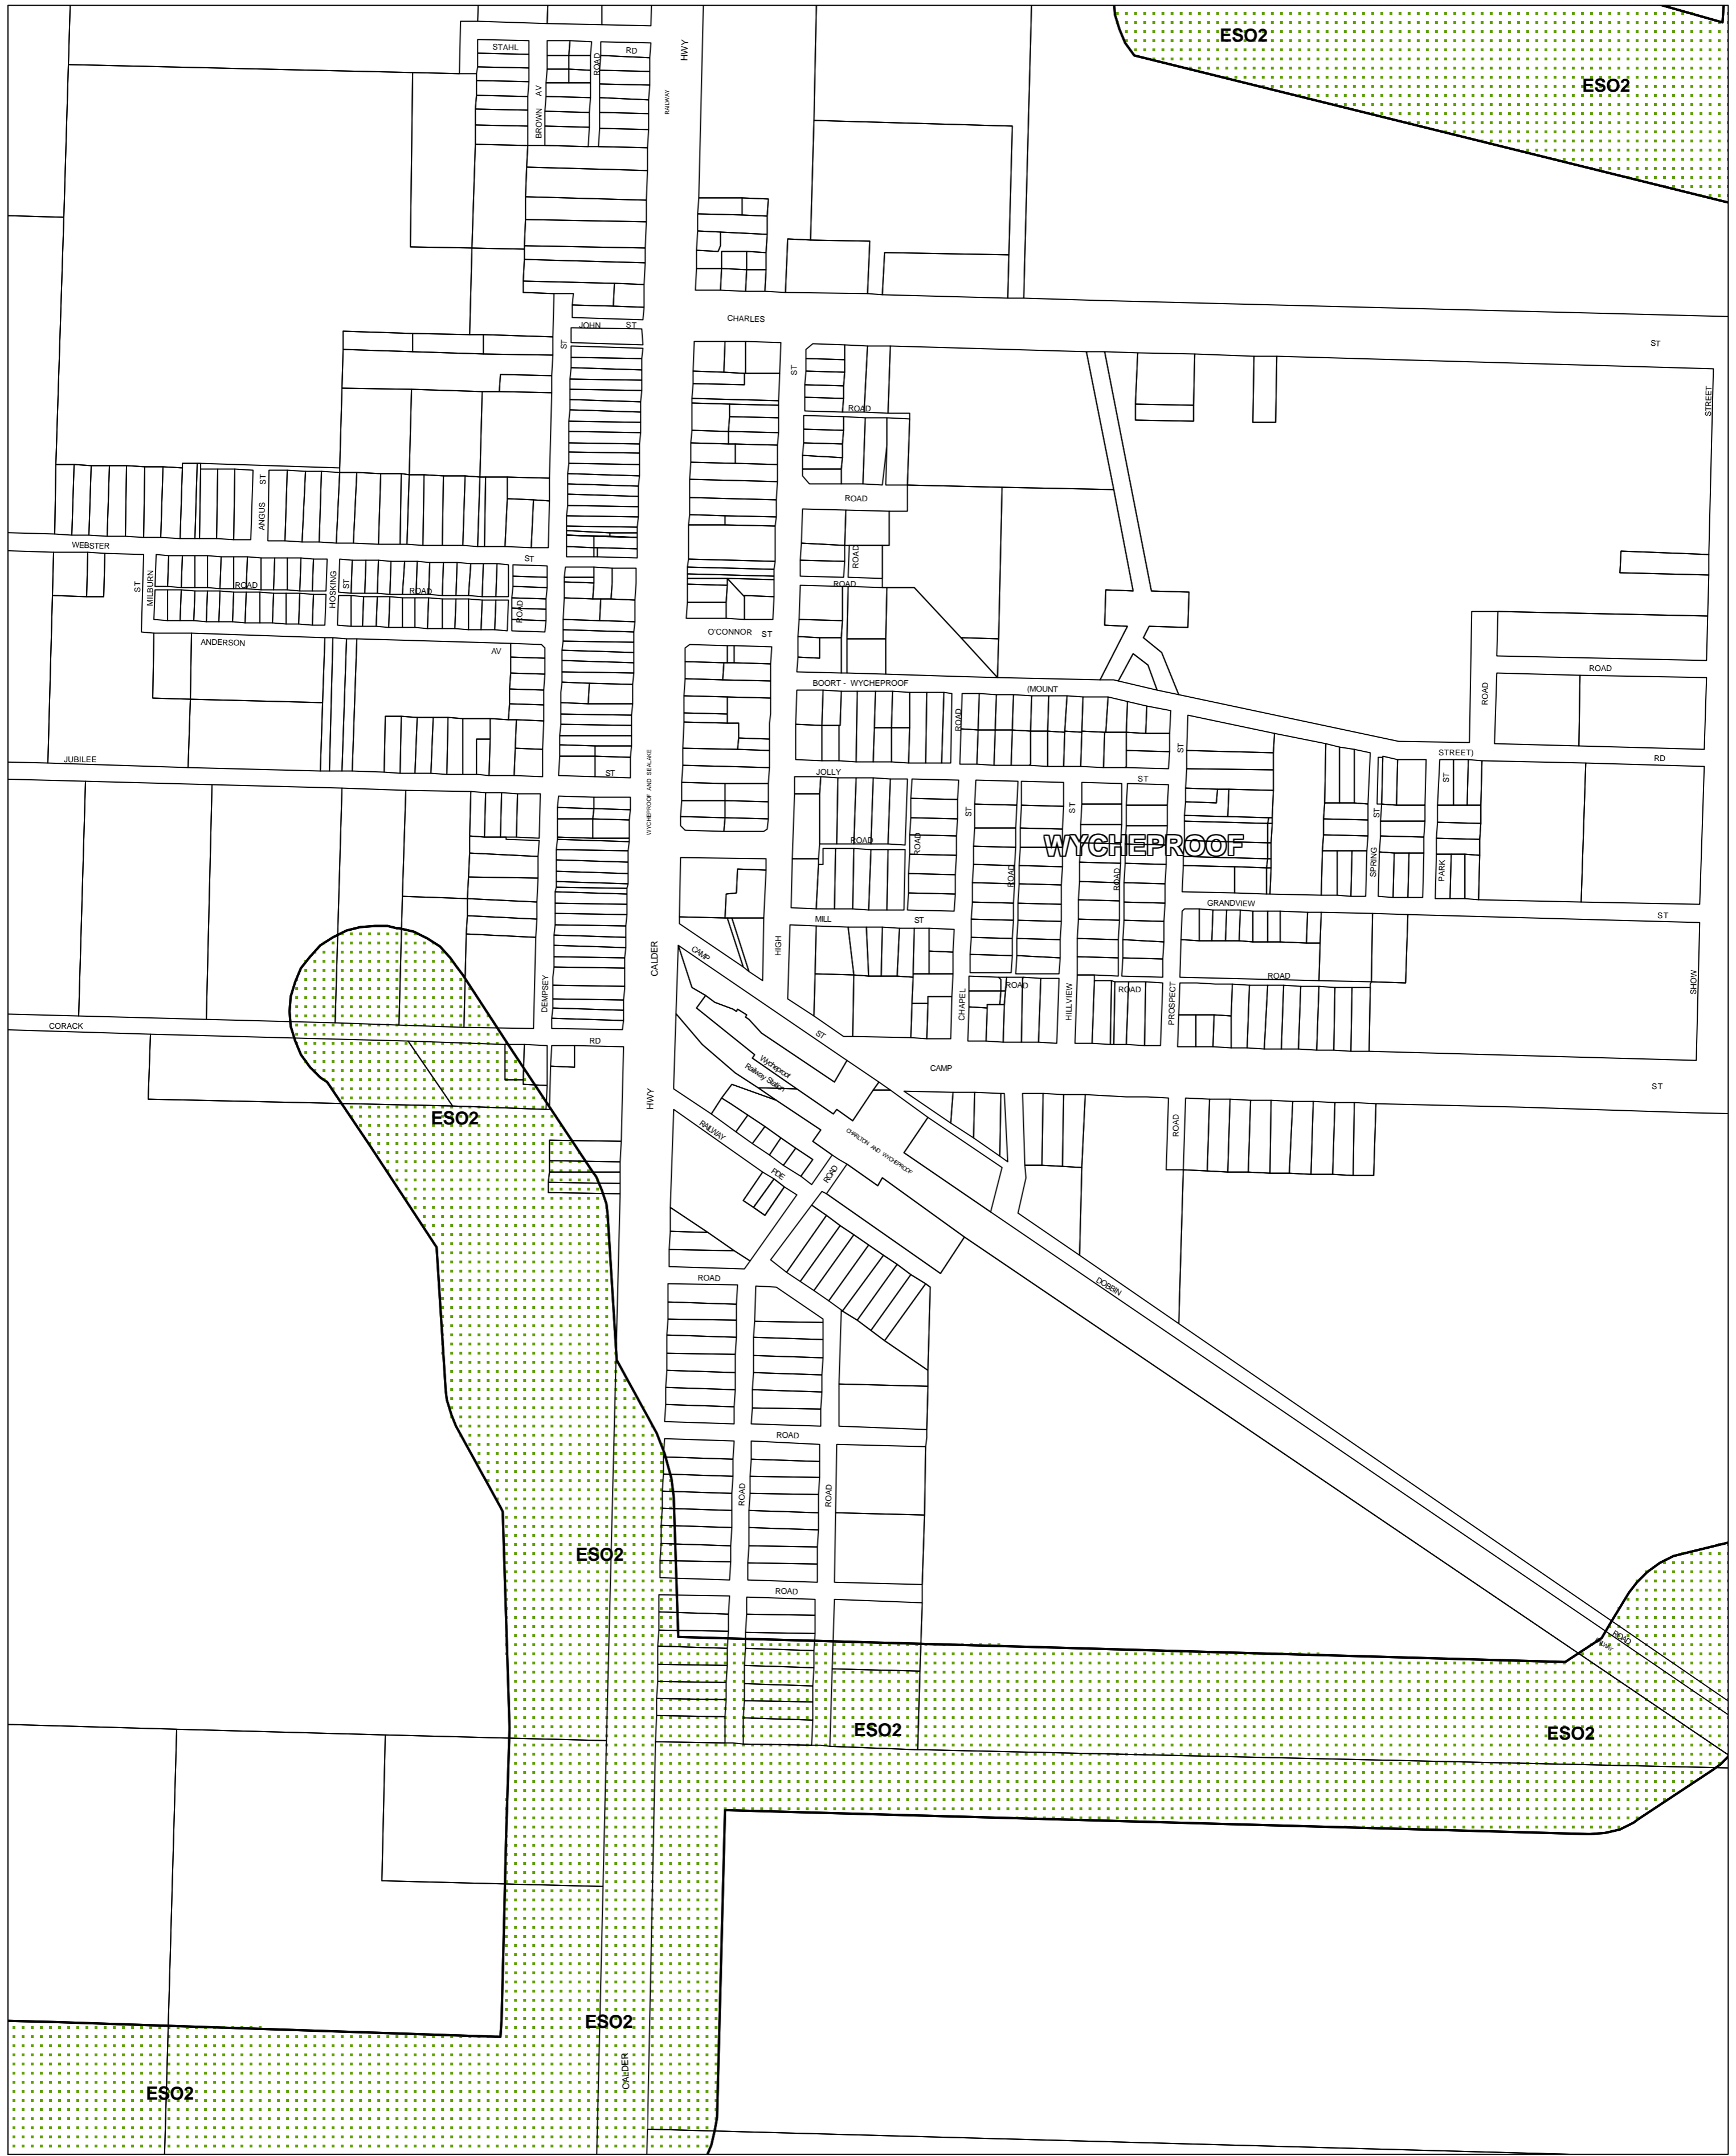 ESO2
STAHL
RD
ROAD
HWY
BROWN AV
RAILWAY
ESO2
JOHN ST
CHARLES
ST
ST
ST
STREET
ROAD
ROAD
ANGUS ST
WEBSTER
ST
ROAD
ROAD
MILBURN ST
ROAD
HOSKING ST
ROAD
ROAD
O'CONNOR ST
ANDERSON
AV
ROAD
BOORT - WYCHEPROOF
(MOUNT
ROAD
ROAD
STREET)
RD
JUBILEE
ST
WYCHEPROOF AND SEALAKE
JOLLY
ST
ST
ST
ST
ST
ST
WYCHEPROOF
ROAD
ROAD
ROAD
ROAD
SPRING
PARK
GRANDVIEW
ST
MILL
ST
CAMP
HIGH
CALDER
DEMPSEY
ROAD
ROAD
ROAD
CHAPEL
HILLVIEW
PROSPECT
SHOW
CORACK
RD
ST
CAMP
ST
Wycheproof
Railway Station
HWY
ESO2
RAILWAY
PDE
ROAD
CHARLTON AND WYCHEPROOF
ROAD
ROAD
DOBBIN
ROAD
ROAD
ROAD
ESO2
ROAD
ROAD
ESO2
ESO2
ESO2
CALDER
ESO2